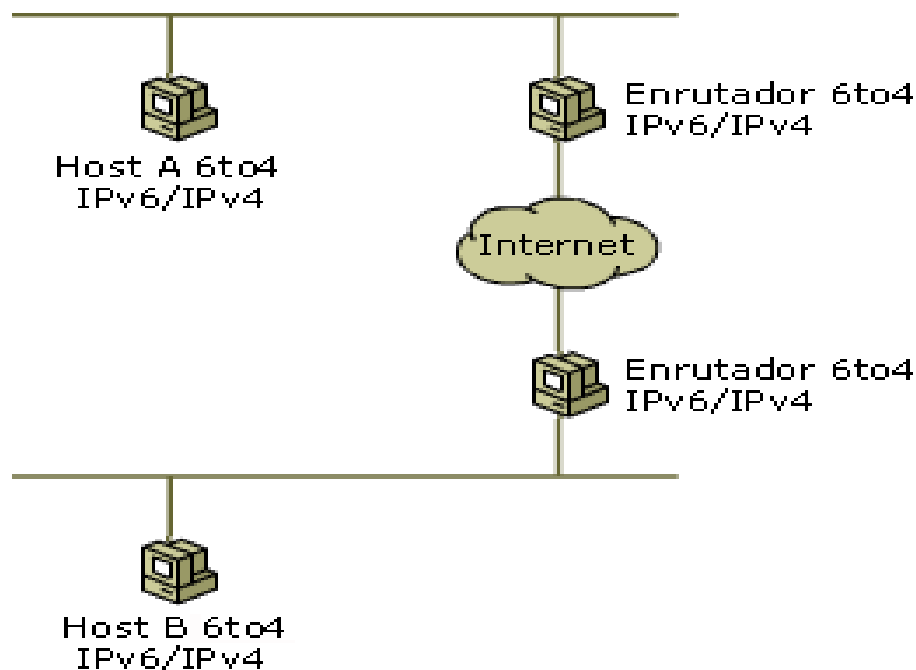 Enrutador 6to4
IPv6/IPv4
Host A 6to4
IPv6/IPv4
Internet
Enrutador 6to4
IPv6/IPv4
Host B 6to4
IPv6/IPv4